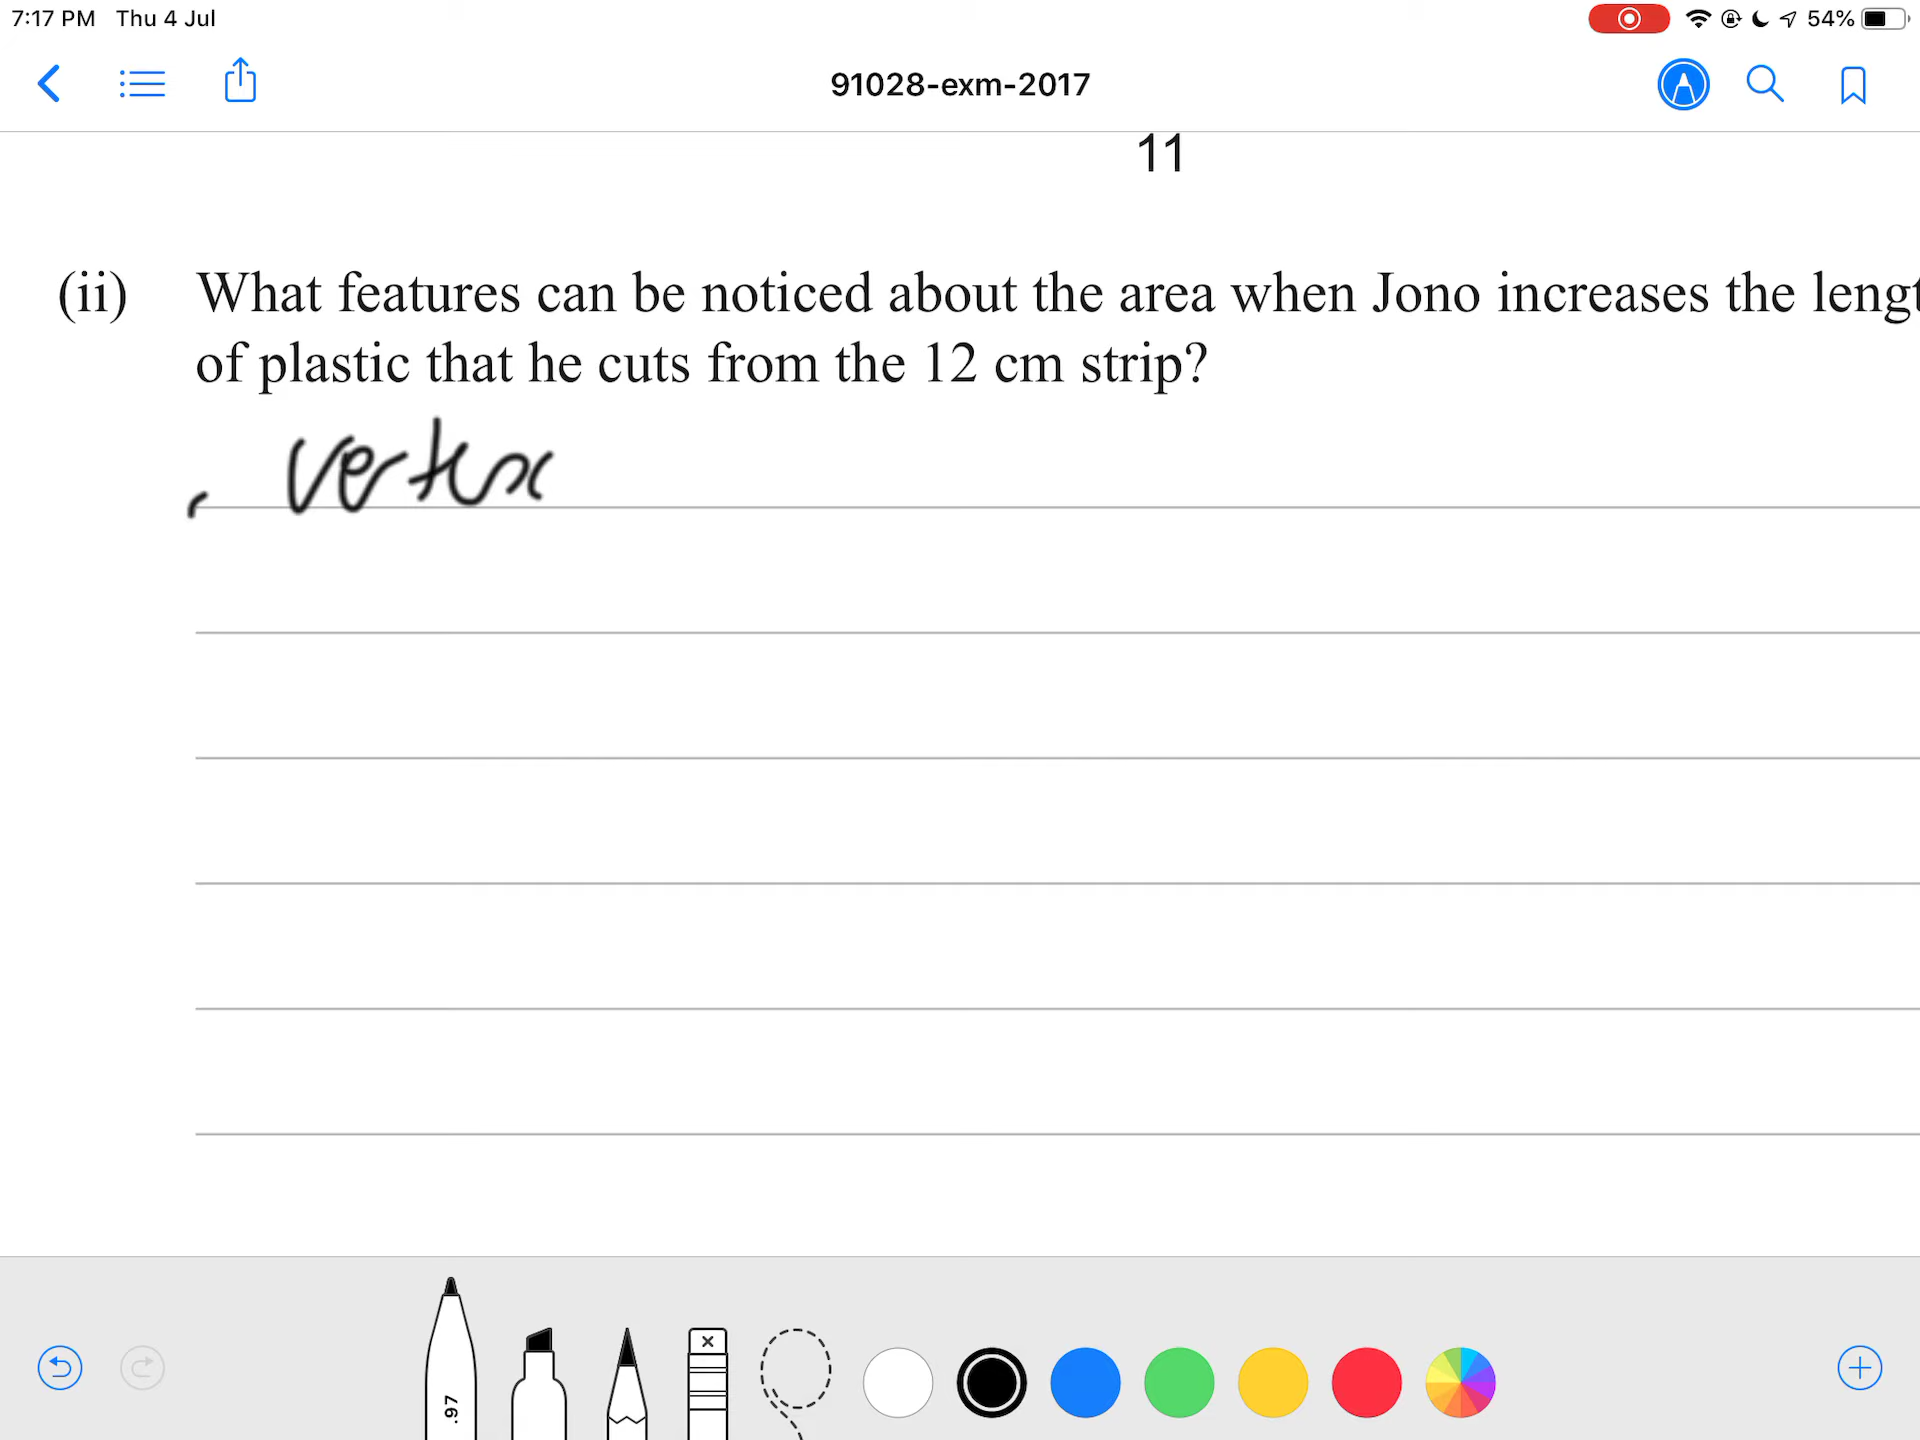 7:17 PM Thu 4 Jul 54%
91028-exm-2017
11
(ii) What features can be noticed about the area when Jono increases the lengt
of plastic that he cuts from the 12 cm strip?
vertex
.97